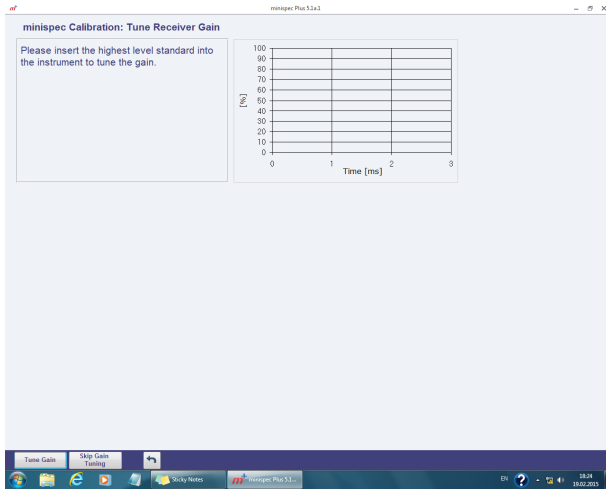 minispec Plus 5.1a.1
minispec Calibration: Tune Receiver Gain
Please insert the highest level standard into
the instrument to tune the gain.
100
90
80
70
60
50
40
30
20
10
0
[%]
0 1 2 3
Time [ms]
Tune Gain
Skip Gain
Tuning
Sticky Notes
minispec Plus 5.1...
EN
18:24
19.02.2015